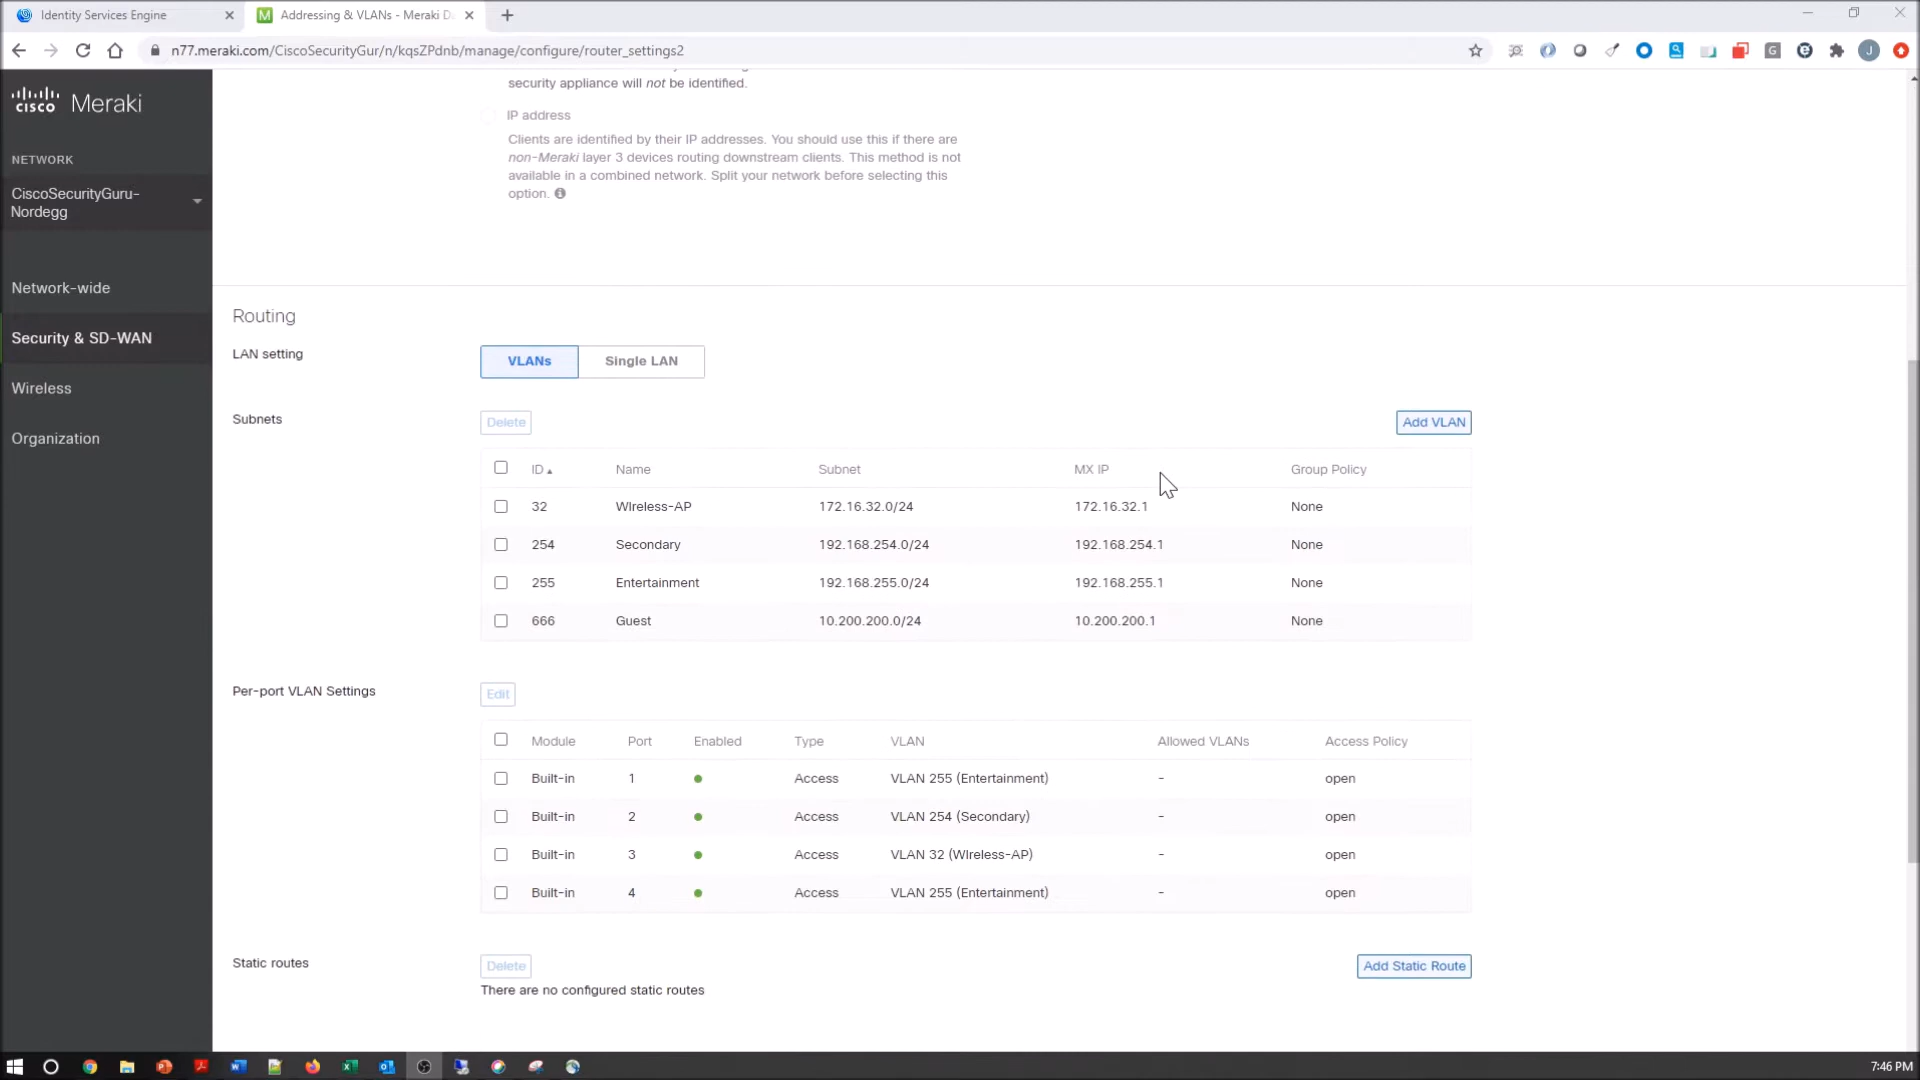 Identity Services Engine
Addressing & VLANs - Meraki Da
n77.meraki.com/CiscoSecurityGur/n/kqsZPdnb/manage/configure/router_settings2
J
G
cisco Meraki
security appliance will not be identified.
IP address
Clients are identified by their IP addresses. You should use this if there are
non-Meraki layer 3 devices routing downstream clients. This method is not
available in a combined network. Split your network before selecting this
option.
NETWORK
CiscoSecurityGuru-
Nordegg
Network-wide
Security & SD-WAN
Wireless
Organization
Routing
LAN setting
VLANs Single LAN
Subnets
Delete Add VLAN
ID Name Subnet MX IP Group Policy
32 WIreless-AP 172.16.32.0/24 172.16.32.1 None
254 Secondary 192.168.254.0/24 192.168.254.1 None
255 Entertainment 192.168.255.0/24 192.168.255.1 None
666 Guest 10.200.200.0/24 10.200.200.1 None
Per-port VLAN Settings
Edit
Module Port Enabled Type VLAN Allowed VLANs Access Policy
Built-in 1 Access VLAN 255 (Entertainment) - open
Built-in 2 Access VLAN 254 (Secondary) - open
Built-in 3 Access VLAN 32 (WIreless-AP) - open
Built-in 4 Access VLAN 255 (Entertainment) - open
Static routes
Delete Add Static Route
There are no configured static routes
7:46 PM